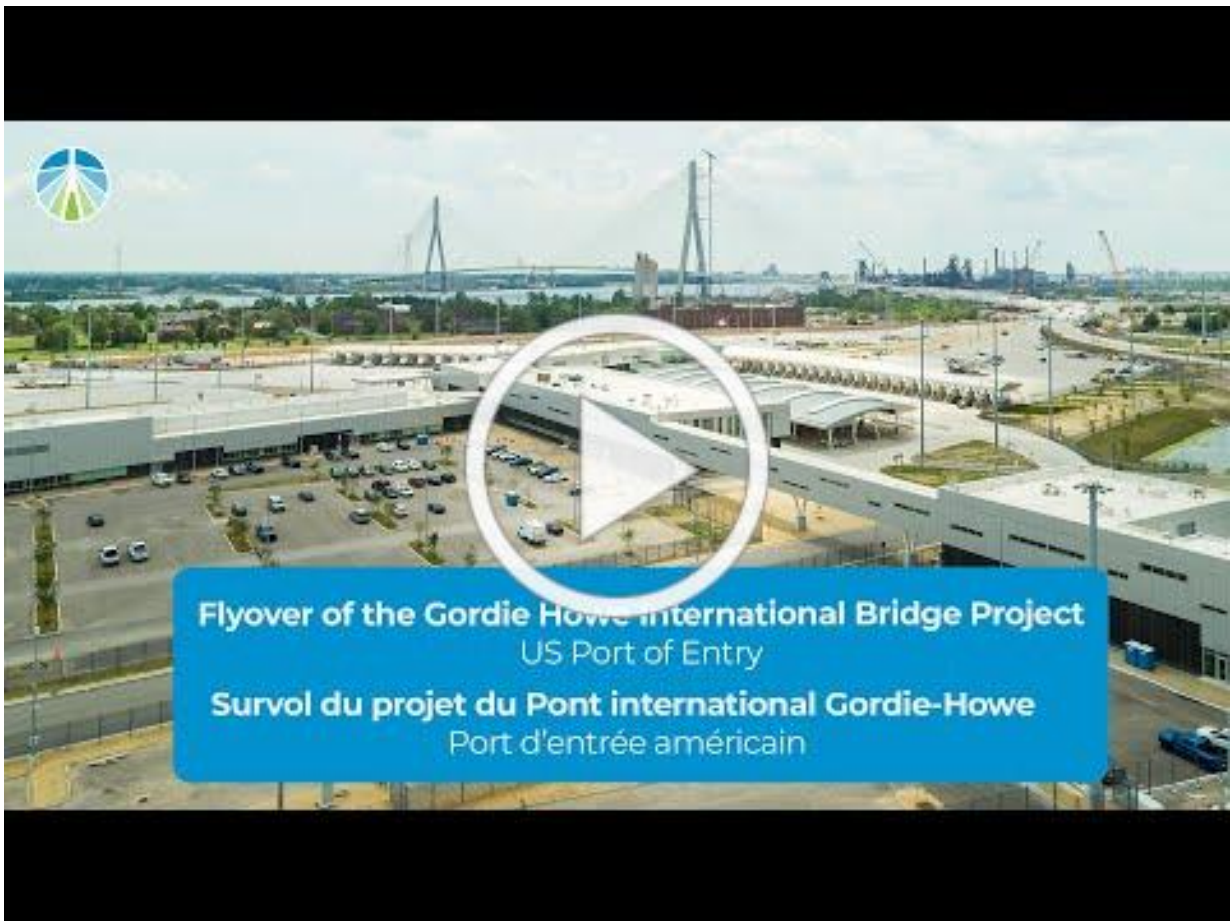 Flyover of the Gordie Howe International Bridge Project
US Port of Entry
Survol du projet du Pont international Gordie-Howe
Port d'entrée américain